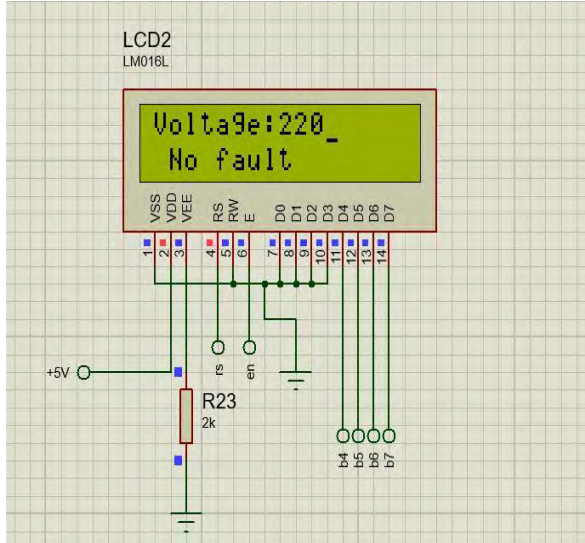 LCD2
LM016L
Voltage:220_
No fault
VSS VDD VEE RS RW E D0 D1 D2 D3 D4 D5 D6 D7
1 2 3 4 5 6 7 8 9 10 11 12 13 14
rs en
+5V
R23
2k
b4 b5 b6 b7